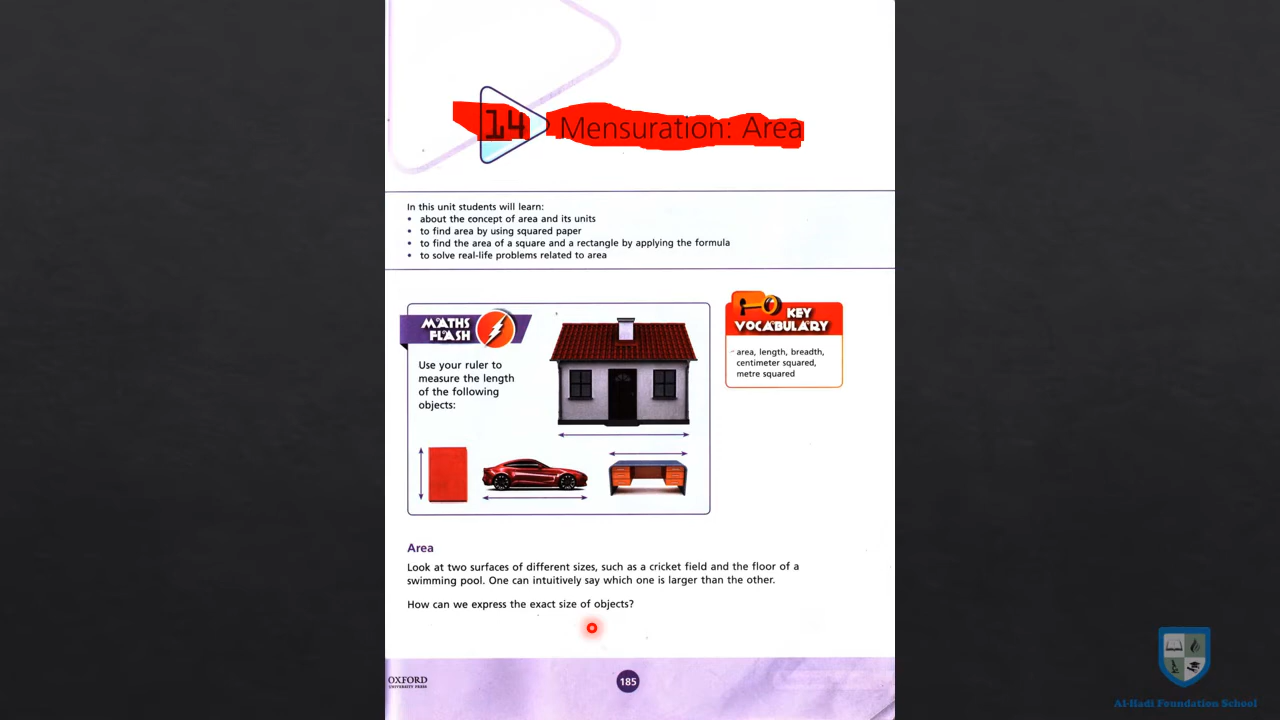 14 Mensuration: Area
In this unit students will learn:
• about the concept of area and its units
• to find area by using squared paper
• to find the area of a square and a rectangle by applying the formula
• to solve real-life problems related to area
MATHS
FLASH
Use your ruler to
measure the length
of the following
objects:
KEY
VOCABULARY
area, length, breadth,
centimeter squared,
metre squared
Area
Look at two surfaces of different sizes, such as a cricket field and the floor of a
swimming pool. One can intuitively say which one is larger than the other.
How can we express the exact size of objects?
OXFORD
UNIVERSITY PRESS
185
Al-Hadi Foundation School